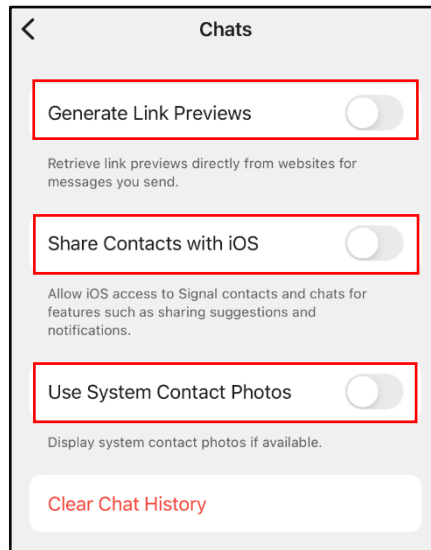 Chats
Generate Link Previews
Retrieve link previews directly from websites for
messages you send.
Share Contacts with iOS
Allow iOS access to Signal contacts and chats for
features such as sharing suggestions and
notifications.
Use System Contact Photos
Display system contact photos if available.
Clear Chat History